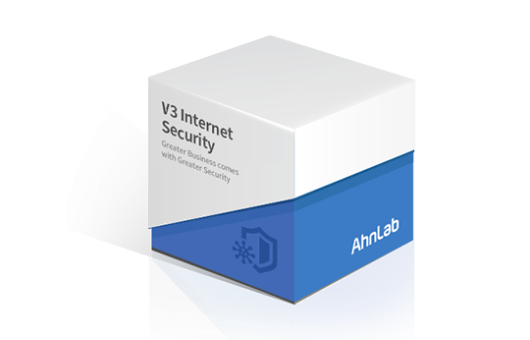 V3 Internet
Security
Greater Business comes
with Greater Security
AhnLab